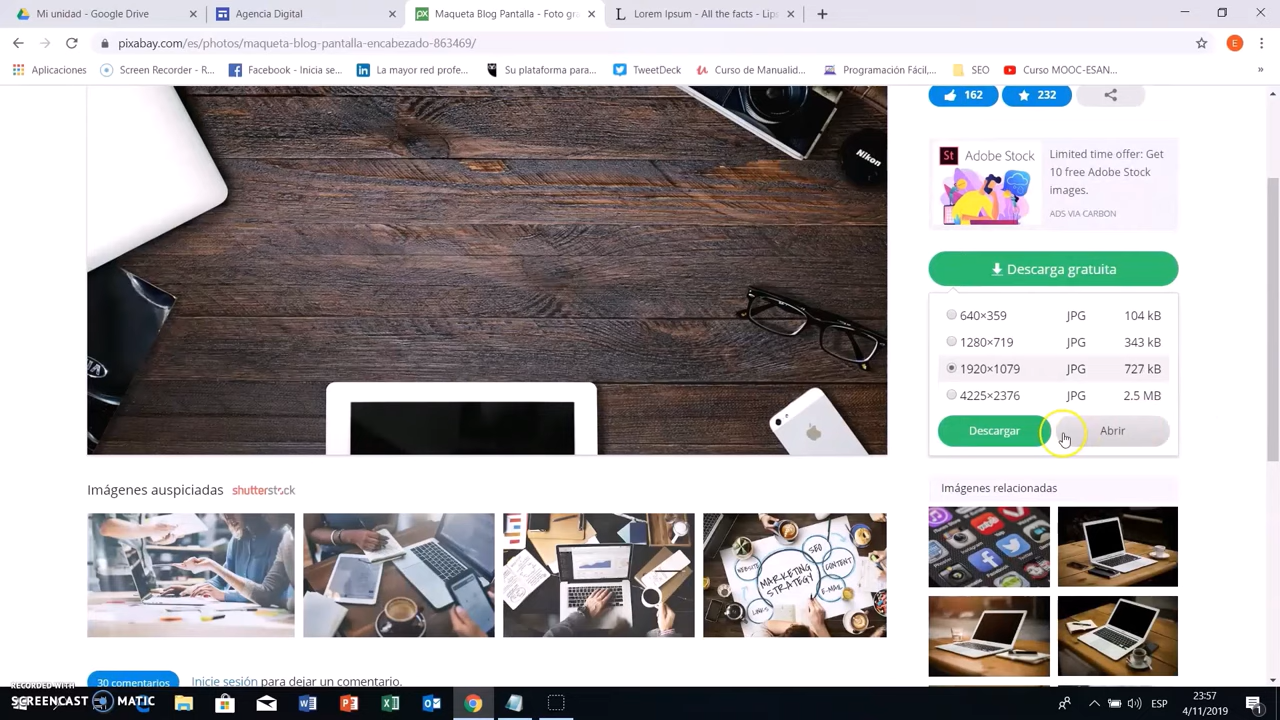 Mi unidad - Google Drive
Agencia Digital
Maqueta Blog Pantalla - Foto gra
Lorem Ipsum - All the facts - Lips
pixabay.com/es/photos/maqueta-blog-pantalla-encabezado-863469/
Aplicaciones
Screen Recorder - R...
Facebook - Inicia se...
La mayor red profe...
Su plataforma para...
TweetDeck
Curso de Manualid...
Programación Fácil,...
SEO
Curso MOOC-ESAN...
162
232
Nikon
St Adobe Stock
Limited time offer: Get
10 free Adobe Stock
images.
ADS VIA CARBON
Descarga gratuita
640×359 JPG 104 kB
1280×719 JPG 343 kB
1920×1079 JPG 727 kB
4225×2376 JPG 2.5 MB
Descargar
Abrir
Imágenes auspiciadas shutterstock
Imágenes relacionadas
WEBSITE
SEO
CONTENT
MARKETING
STRATEGY
LINKS
E-MAIL
30 comentarios
Inicie sesión para dejar un comentario.
RECORDED WITH
SCREENCAST MATIC
ESP
23:57
4/11/2019